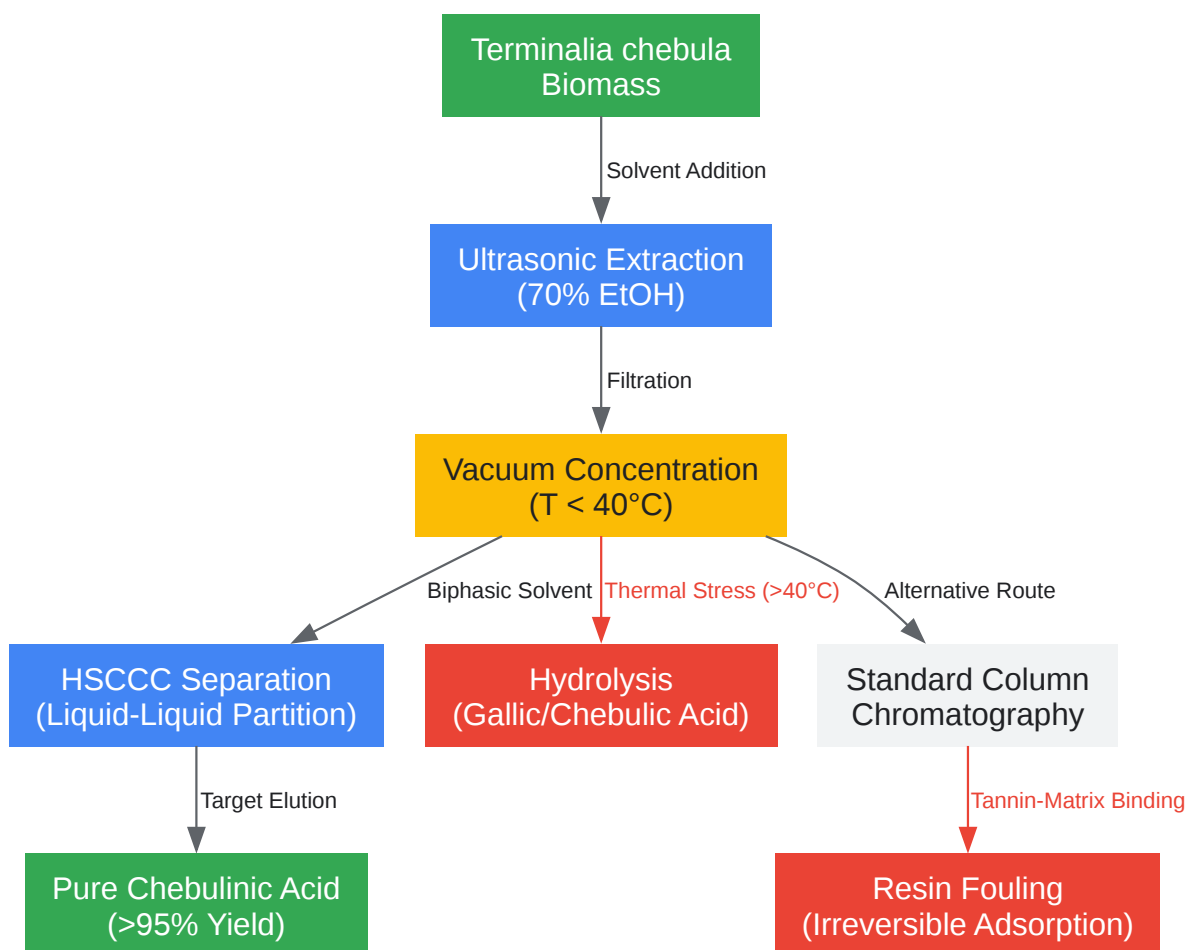 Terminalia chebula
Biomass
Solvent Addition
Ultrasonic Extraction
(70% EtOH)
Filtration
Vacuum Concentration
(T < 40°C)
Biphasic Solvent
Thermal Stress (>40°C)
Alternative Route
HSCCC Separation
(Liquid-Liquid Partition)
Hydrolysis
(Gallic/Chebulic Acid)
Standard Column
Chromatography
Target Elution
Tannin-Matrix Binding
Pure Chebulinic Acid
(>95% Yield)
Resin Fouling
(Irreversible Adsorption)